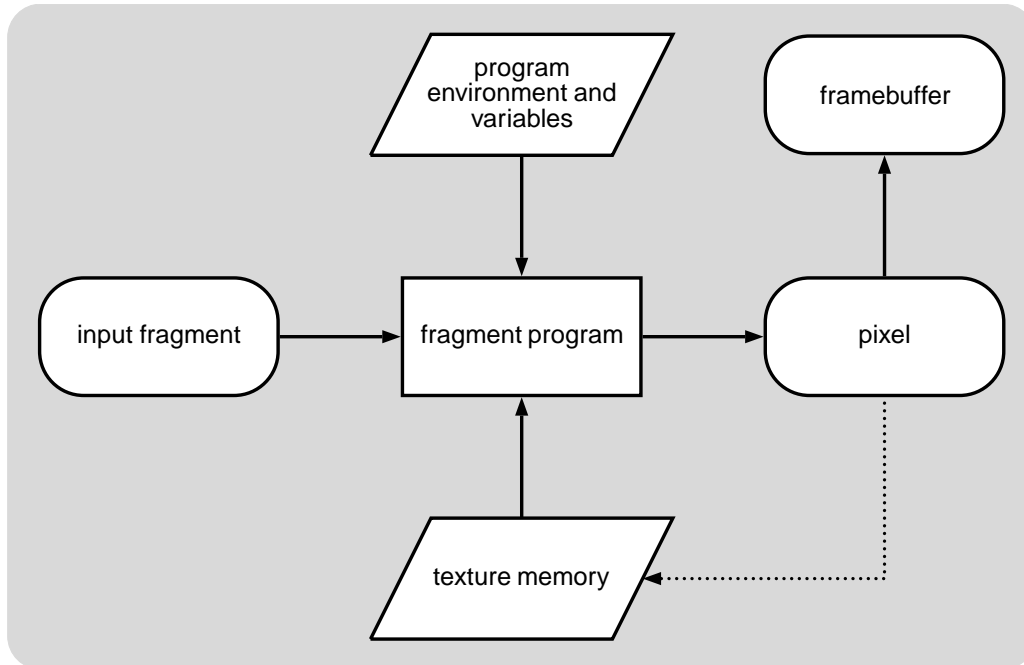 program
environment and
variables
framebuffer
input fragment
fragment program
pixel
texture memory